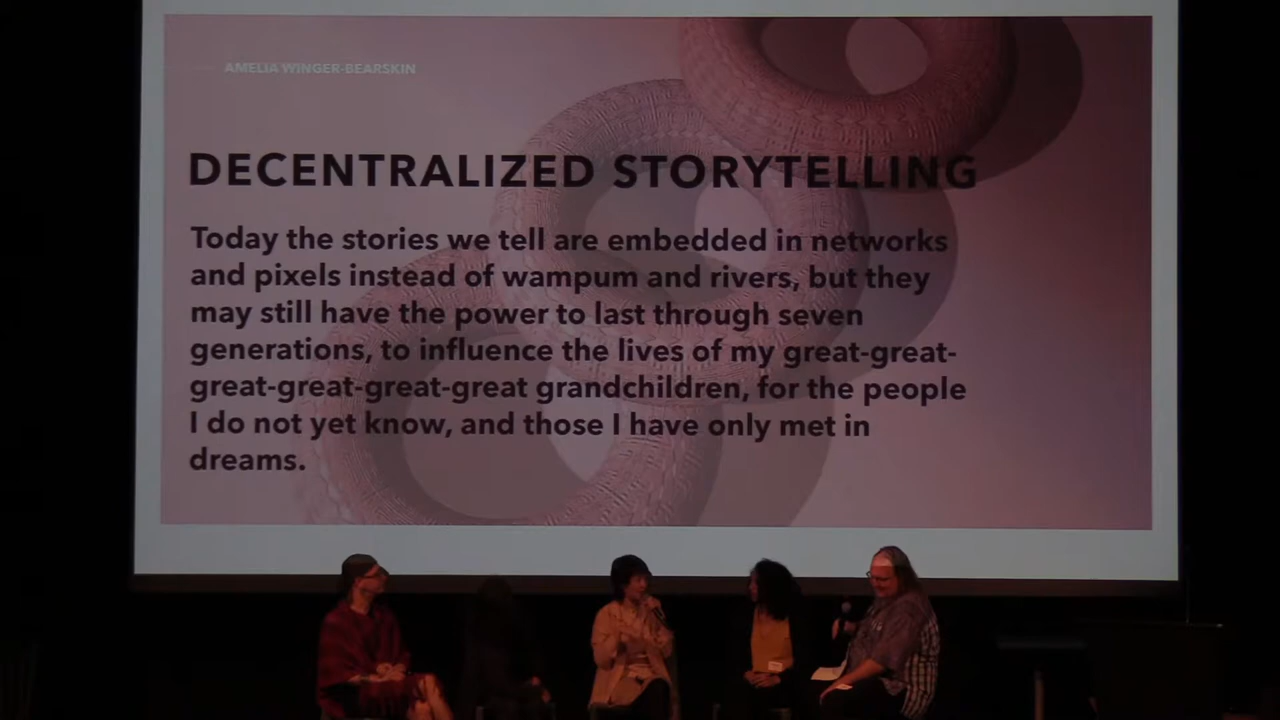 AMELIA WINGER-BEARSKIN
DECENTRALIZED STORYTELLING
Today the stories we tell are embedded in networks
and pixels instead of wampum and rivers, but they
may still have the power to last through seven
generations, to influence the lives of my great-great-
great-great-great-great grandchildren, for the people
I do not yet know, and those I have only met in
dreams.